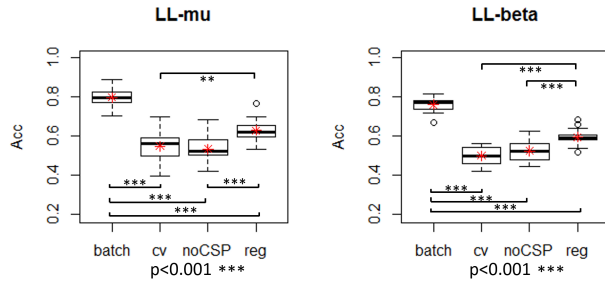 LL-mu
LL-beta
Acc
1.0
0.8
0.6
0.4
0.2
**
***
***
***
***
batch
cv
noCSP
reg
p<0.001 ***
Acc
1.0
0.8
0.6
0.4
0.2
***
***
***
***
***
batch
cv
noCSP
reg
p<0.001 ***